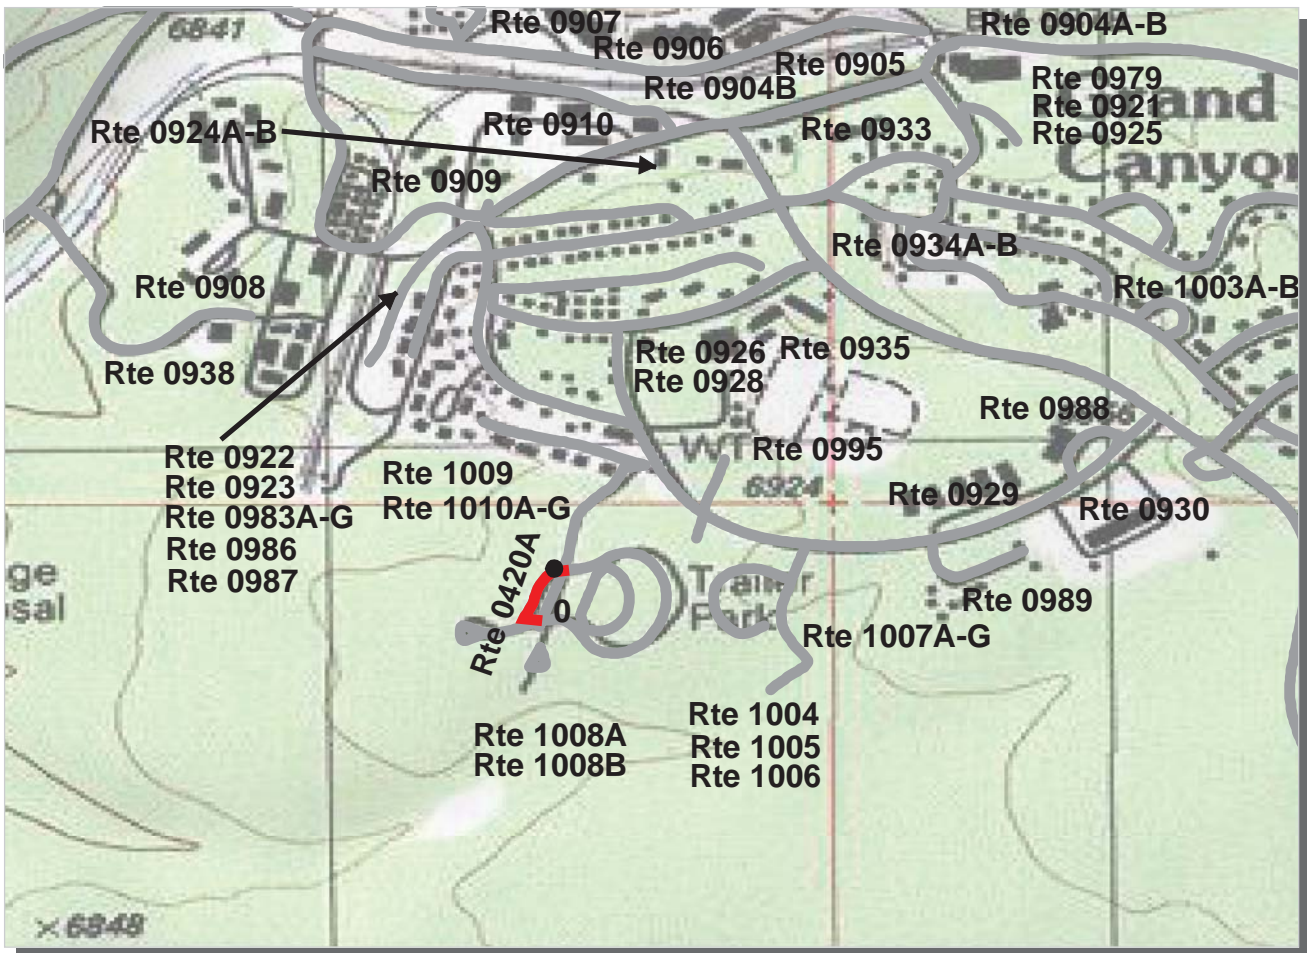 6841
Rte 0907
Rte 0904A-B
Rte 0906
Rte 0905
Rte 0904B
Rte 0979
Rte 0921
Rte 0925
Rte 0924A-B
Rte 0910
Rte 0933
Canyon
Rte 0909
Rte 0934A-B
Rte 0908
Rte 1003A-B
Rte 0926
Rte 0928
Rte 0935
Rte 0938
Rte 0988
WT
Rte 0995
Rte 0922
Rte 0923
Rte 0983A-G
Rte 0986
Rte 0987
Rte 1009
Rte 1010A-G
6924
Rte 0929
Rte 0930
Rte 0420A
0
Trailer
Park
Rte 0989
Rte 1007A-G
Rte 1008A
Rte 1008B
Rte 1004
Rte 1005
Rte 1006
×6848